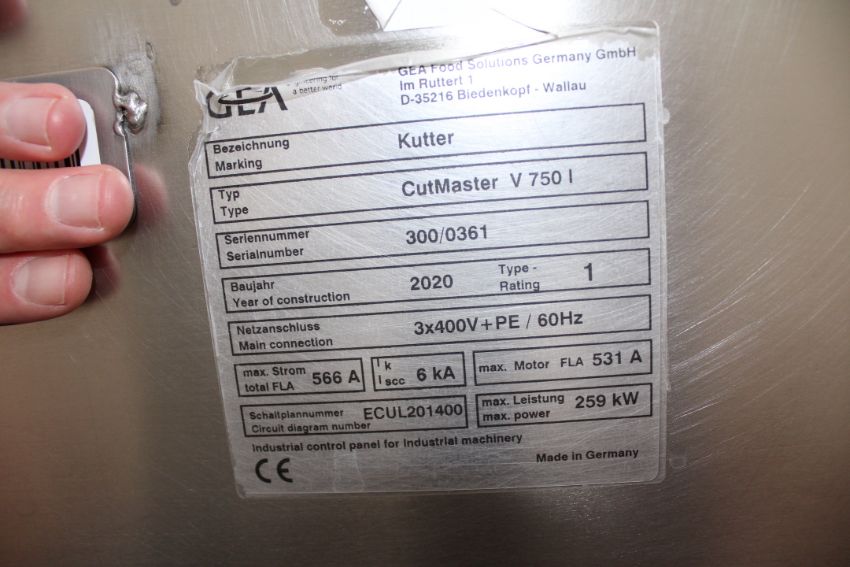 GEA
engineering for
a better world
GEA Food Solutions Germany GmbH
Im Ruttert 1
D-35216 Biedenkopf - Wallau
Bezeichnung
Marking
Kutter
Typ
Type
CutMaster V 750 l
Seriennummer
Serialnumber
300/0361
Baujahr
Year of construction
2020
Type -
Rating
1
Netzanschluss
Main connection
3x400V+PE / 60Hz
max. Strom
total FLA
566 A
I k
I scc
6 kA
max. Motor FLA 531 A
Schaltplannummer
Circuit diagram number
ECUL201400
max. Leistung
max. power
259 kW
Industrial control panel for Industrial machinery
CE
Made in Germany